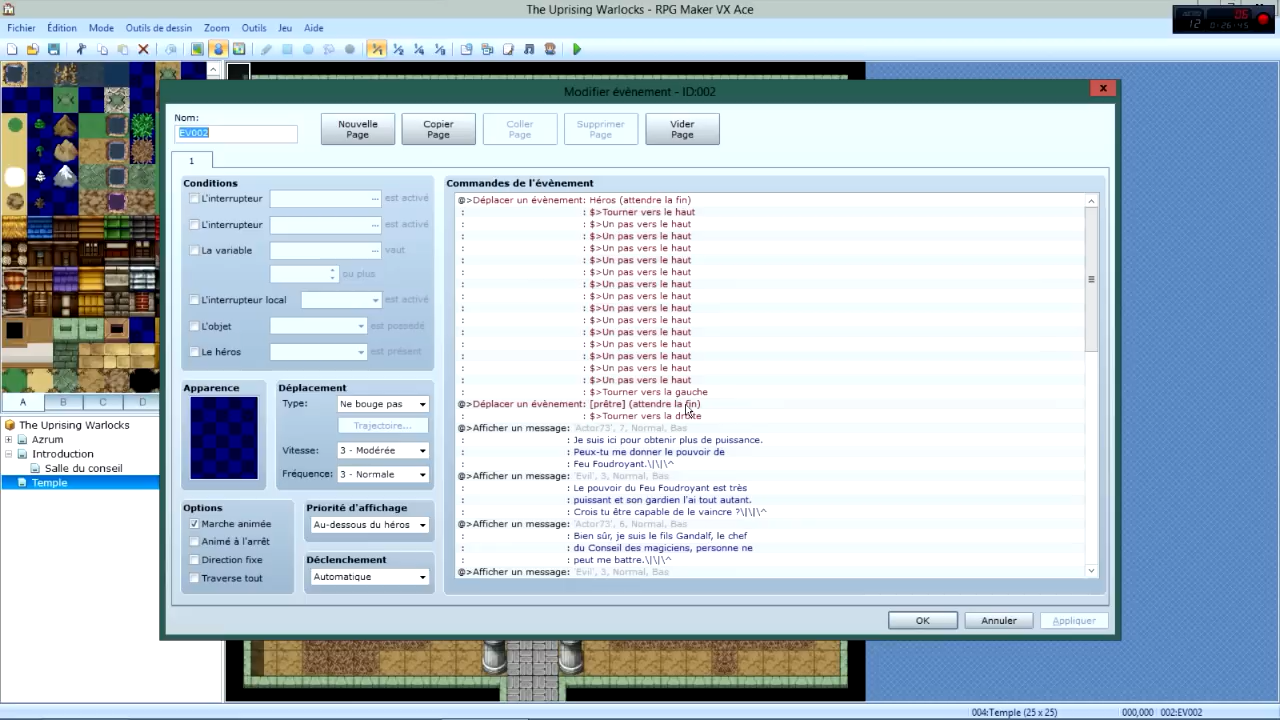 The Uprising Warlocks - RPG Maker VX Ace
Fichier Édition Mode Outils de dessin Zoom Outils Jeu Aide
12 0:26:45
Modifier évènement - ID:002
Nom:
EV002
Nouvelle Page
Copier Page
Coller Page
Supprimer Page
Vider Page
1
Conditions
L'interrupteur ... est activé
L'interrupteur ... est activé
La variable ... vaut
ou plus
L'interrupteur local est activé
L'objet est possedé
Le héros est présent
Apparence
Déplacement
Type: Ne bouge pas
Trajectoire...
Vitesse: 3 - Modérée
Fréquence: 3 - Normale
Options
Marche animée
Animé à l'arrêt
Direction fixe
Traverse tout
Priorité d'affichage
Au-dessous du héros
Déclenchement
Automatique
Commandes de l'évènement
@>Déplacer un évènement: Héros (attendre la fin)
: : $>Tourner vers le haut
: : $>Un pas vers le haut
: : $>Un pas vers le haut
: : $>Un pas vers le haut
: : $>Un pas vers le haut
: : $>Un pas vers le haut
: : $>Un pas vers le haut
: : $>Un pas vers le haut
: : $>Un pas vers le haut
: : $>Un pas vers le haut
: : $>Un pas vers le haut
: : $>Un pas vers le haut
: : $>Un pas vers le haut
: : $>Un pas vers le haut
: : $>Un pas vers le haut
: : $>Tourner vers la gauche
@>Déplacer un évènement: [prêtre] (attendre la fin)
: : $>Tourner vers la droite
@>Afficher un message: 'Actor73', 7, Normal, Bas
: : Je suis ici pour obtenir plus de puissance.
: : Peux-tu me donner le pouvoir de
: : Feu Foudroyant.\|\|\^
@>Afficher un message: 'Evil', 3, Normal, Bas
: : Le pouvoir du Feu Foudroyant est très
: : puissant et son gardien l'ai tout autant.
: : Crois tu être capable de le vaincre ?\|\|\^
@>Afficher un message: 'Actor73', 6, Normal, Bas
: : Bien sûr, je suis le fils Gandalf, le chef
: : du Conseil des magiciens, personne ne
: : peut me battre.\|\|\^
@>Afficher un message: 'Evil', 3, Normal, Bas
OK Annuler Appliquer
A B C D
The Uprising Warlocks
Azrum
Introduction
Salle du conseil
Temple
004:Temple (25 x 25) 000,000 002:EV002